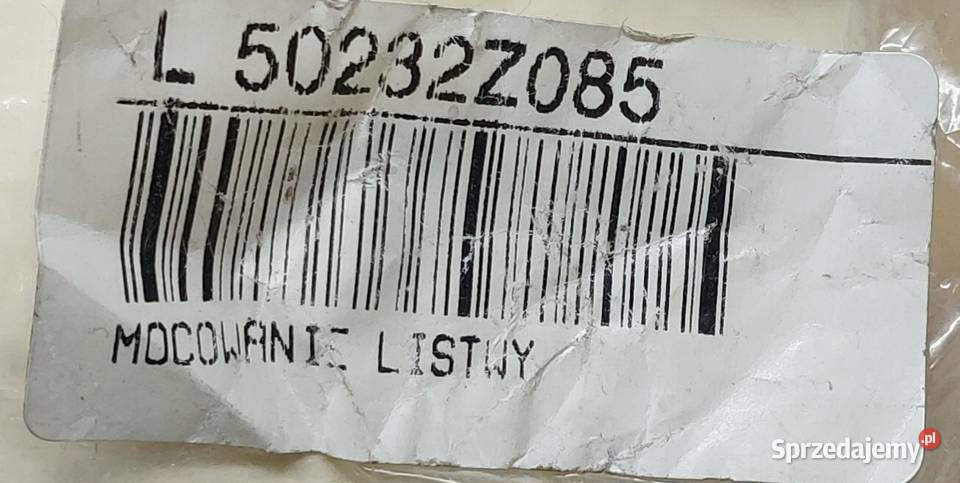 L 50232Z085
MOCOWANIE LISTWY
Sprzedajemy.pl